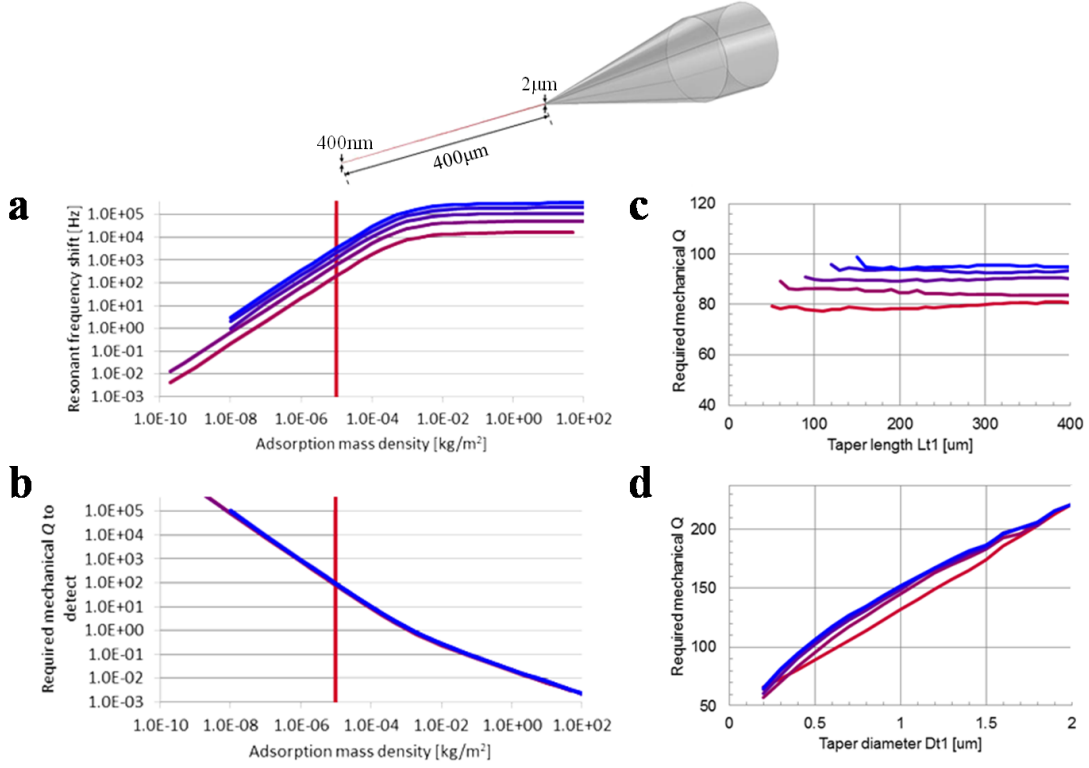 2μm
400nm
400μm
a
Resonant frequency shift [Hz]
1.0E+05
1.0E+04
1.0E+03
1.0E+02
1.0E+01
1.0E+00
1.0E-01
1.0E-02
1.0E-03
1.0E-10 1.0E-08 1.0E-06 1.0E-04 1.0E-02 1.0E+00 1.0E+02
Adsorption mass density [kg/m²]
b
Required mechanical Q to
detect
1.0E+05
1.0E+04
1.0E+03
1.0E+02
1.0E+01
1.0E+00
1.0E-01
1.0E-02
1.0E-03
1.0E-10 1.0E-08 1.0E-06 1.0E-04 1.0E-02 1.0E+00 1.0E+02
Adsorption mass density [kg/m²]
c
Required mechanical Q
120
100
80
60
40
0 100 200 300 400
Taper length Lt1 [um]
d
Required mechanical Q
200
150
100
50
0 0.5 1 1.5 2
Taper diameter Dt1 [um]